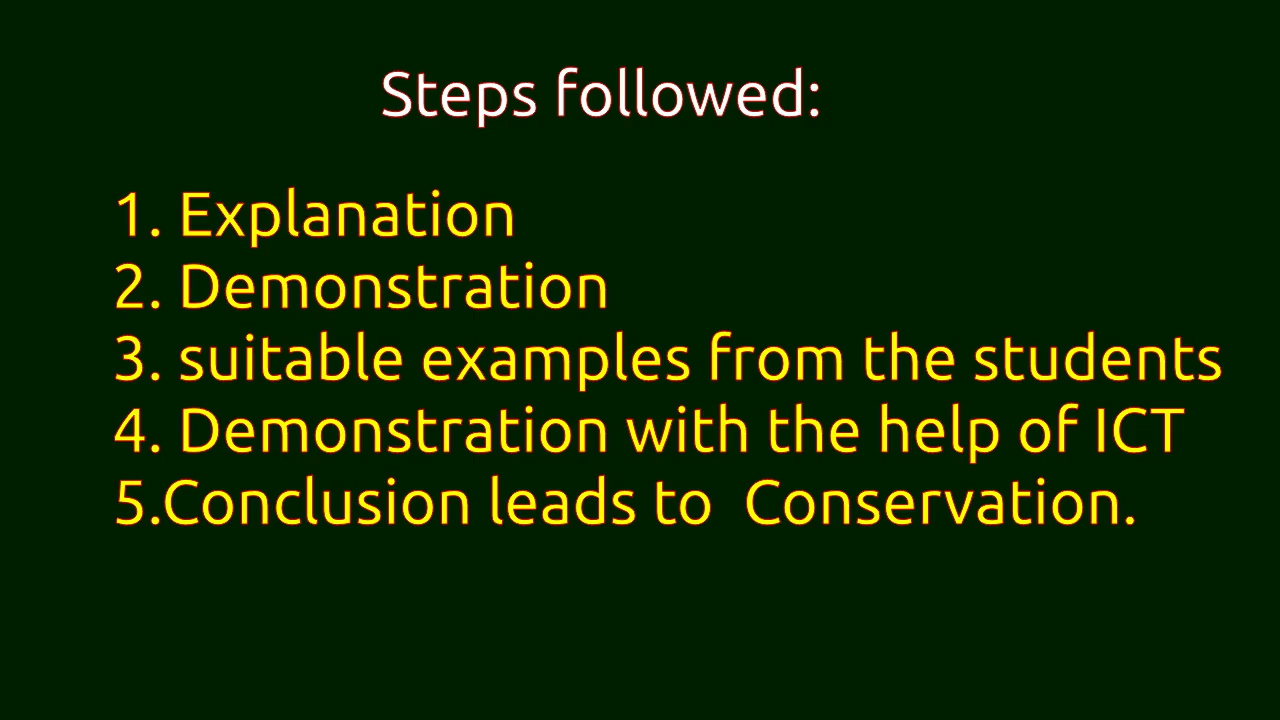 Steps followed:
1. Explanation
2. Demonstration
3. suitable examples from the students
4. Demonstration with the help of ICT
5.Conclusion leads to  Conservation.